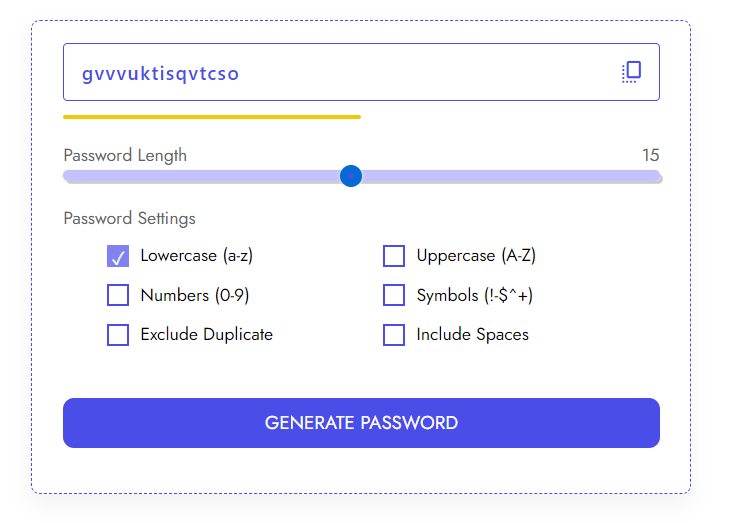 gvvvuktisqvtcso
Password Length 15
Password Settings
Lowercase (a-z) Uppercase (A-Z)
Numbers (0-9) Symbols (!-$^+)
Exclude Duplicate Include Spaces
GENERATE PASSWORD